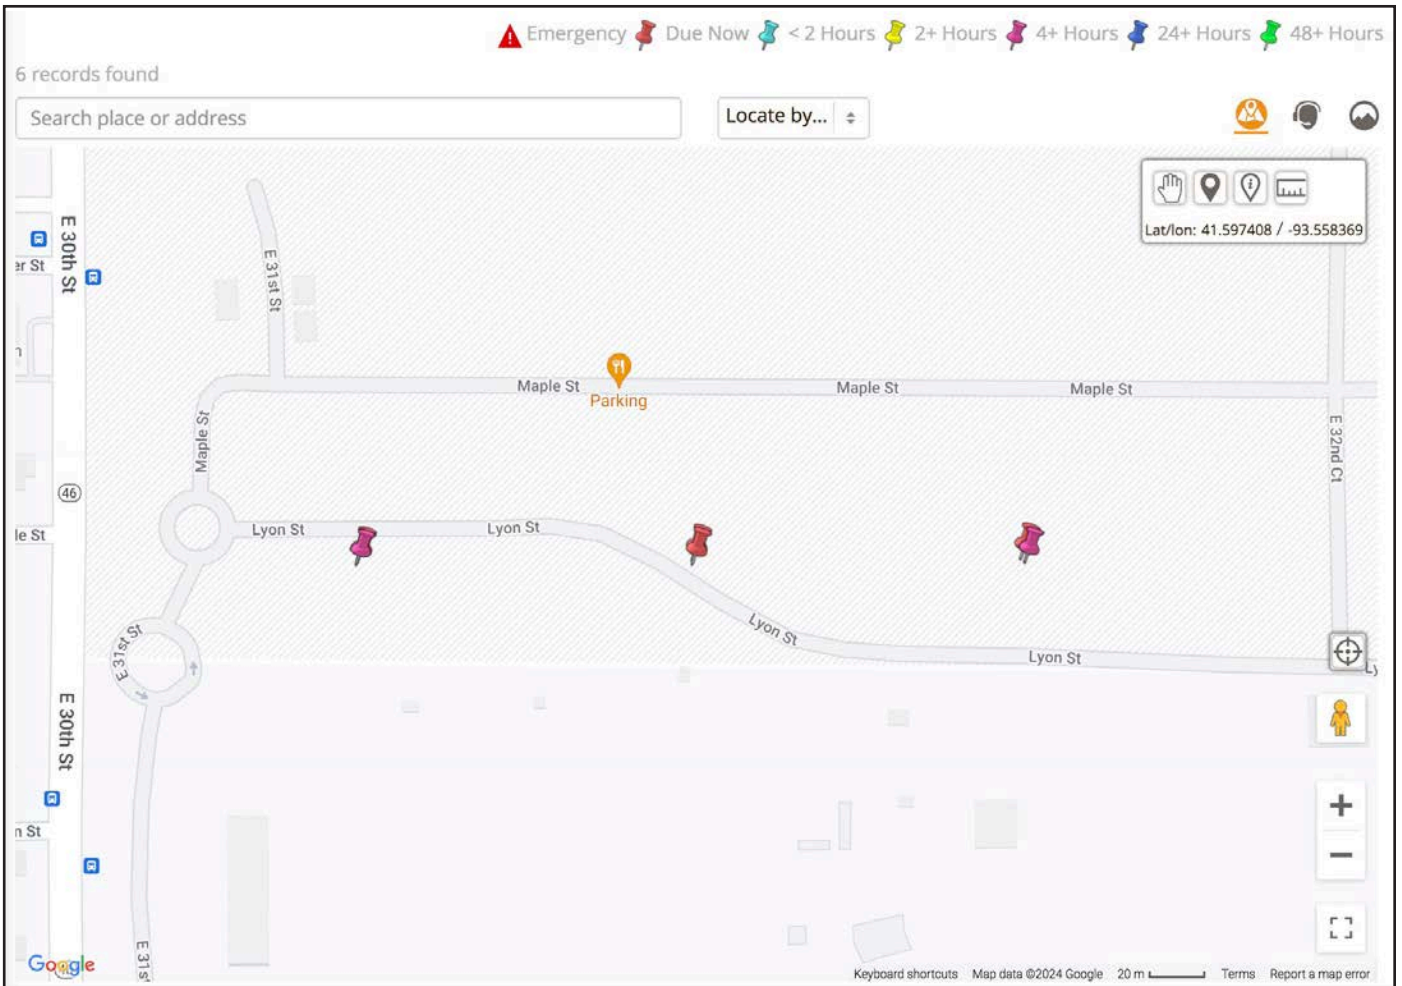 Emergency Due Now < 2 Hours 2+ Hours 4+ Hours 24+ Hours 48+ Hours
6 records found
Search place or address
Locate by...
Lat/lon: 41.597408 / -93.558369
E 30th St
er St
E 31st St
Maple St
Maple St
Maple St
Parking
Maple St
E 32nd Ct
46
le St
Lyon St
Lyon St
Lyon St
Lyon St
Ly
E 31st St
E 30th St
n St
E 31s
Google
Keyboard shortcuts Map data ©2024 Google 20 m Terms Report a map error